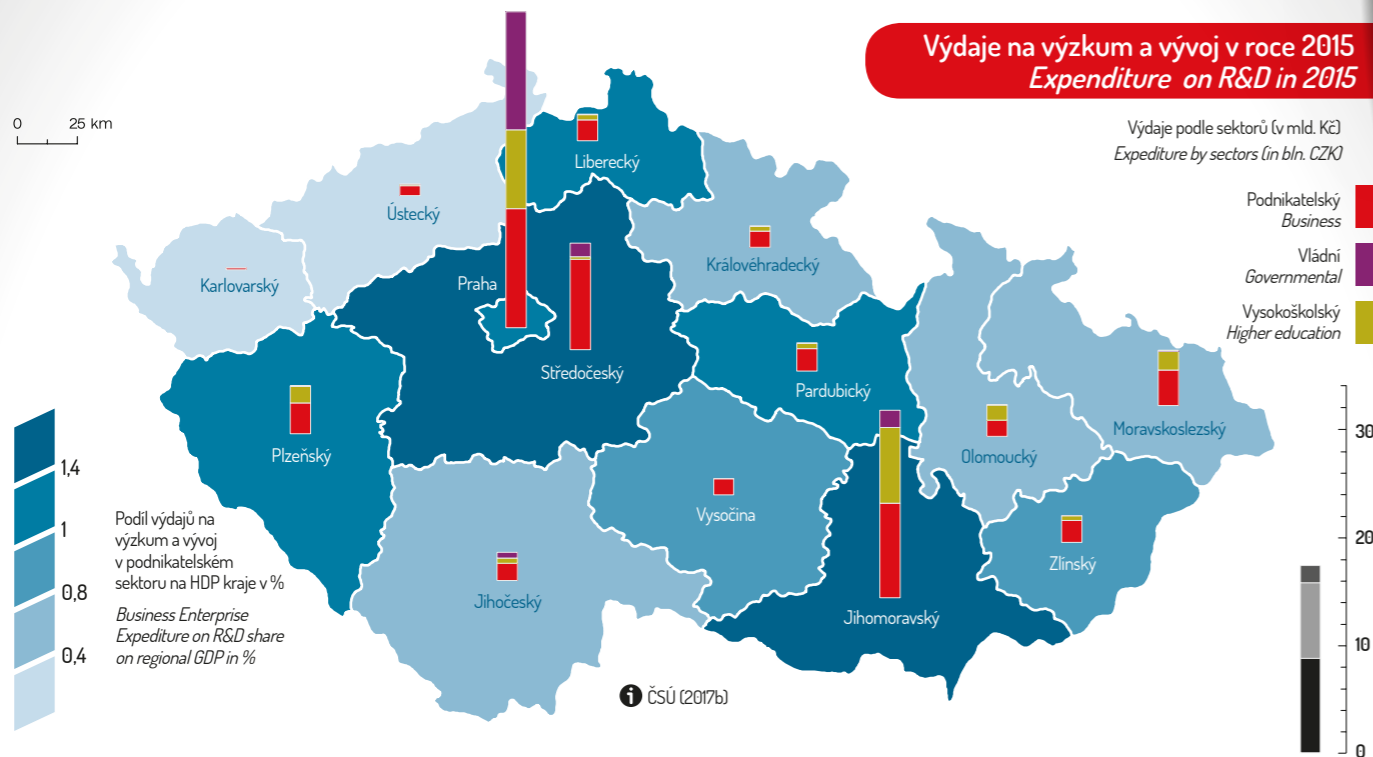 Výdaje na výzkum a vývoj v roce 2015
Expenditure on R&D in 2015
0 25 km
Výdaje podle sektorů (v mld. Kč)
Expediture by sectors (in bln. CZK)
Podnikatelský
Business
Vládní
Governmental
Vysokoškolský
Higher education
Liberecký
Ústecký
Karlovarský
Praha
Královéhradecký
Středočeský
Pardubický
Plzeňský
Moravskoslezský
Olomoucký
Vysočina
Zlínský
Jihočeský
Jihomoravský
1,4
1
0,8
0,4
Podíl výdajů na
výzkum a vývoj
v podnikatelském
sektoru na HDP kraje v %
Business Enterprise
Expediture on R&D share
on regional GDP in %
i ČSÚ (2017b)
30
20
10
0